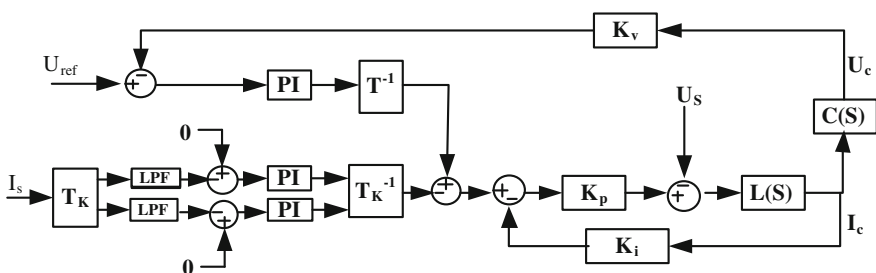 K_v
U_ref
PI
T^-1
U_c
U_S
C(S)
0
I_s
T_K
LPF
PI
T_K^-1
K_p
L(S)
LPF
PI
I_c
K_i
0